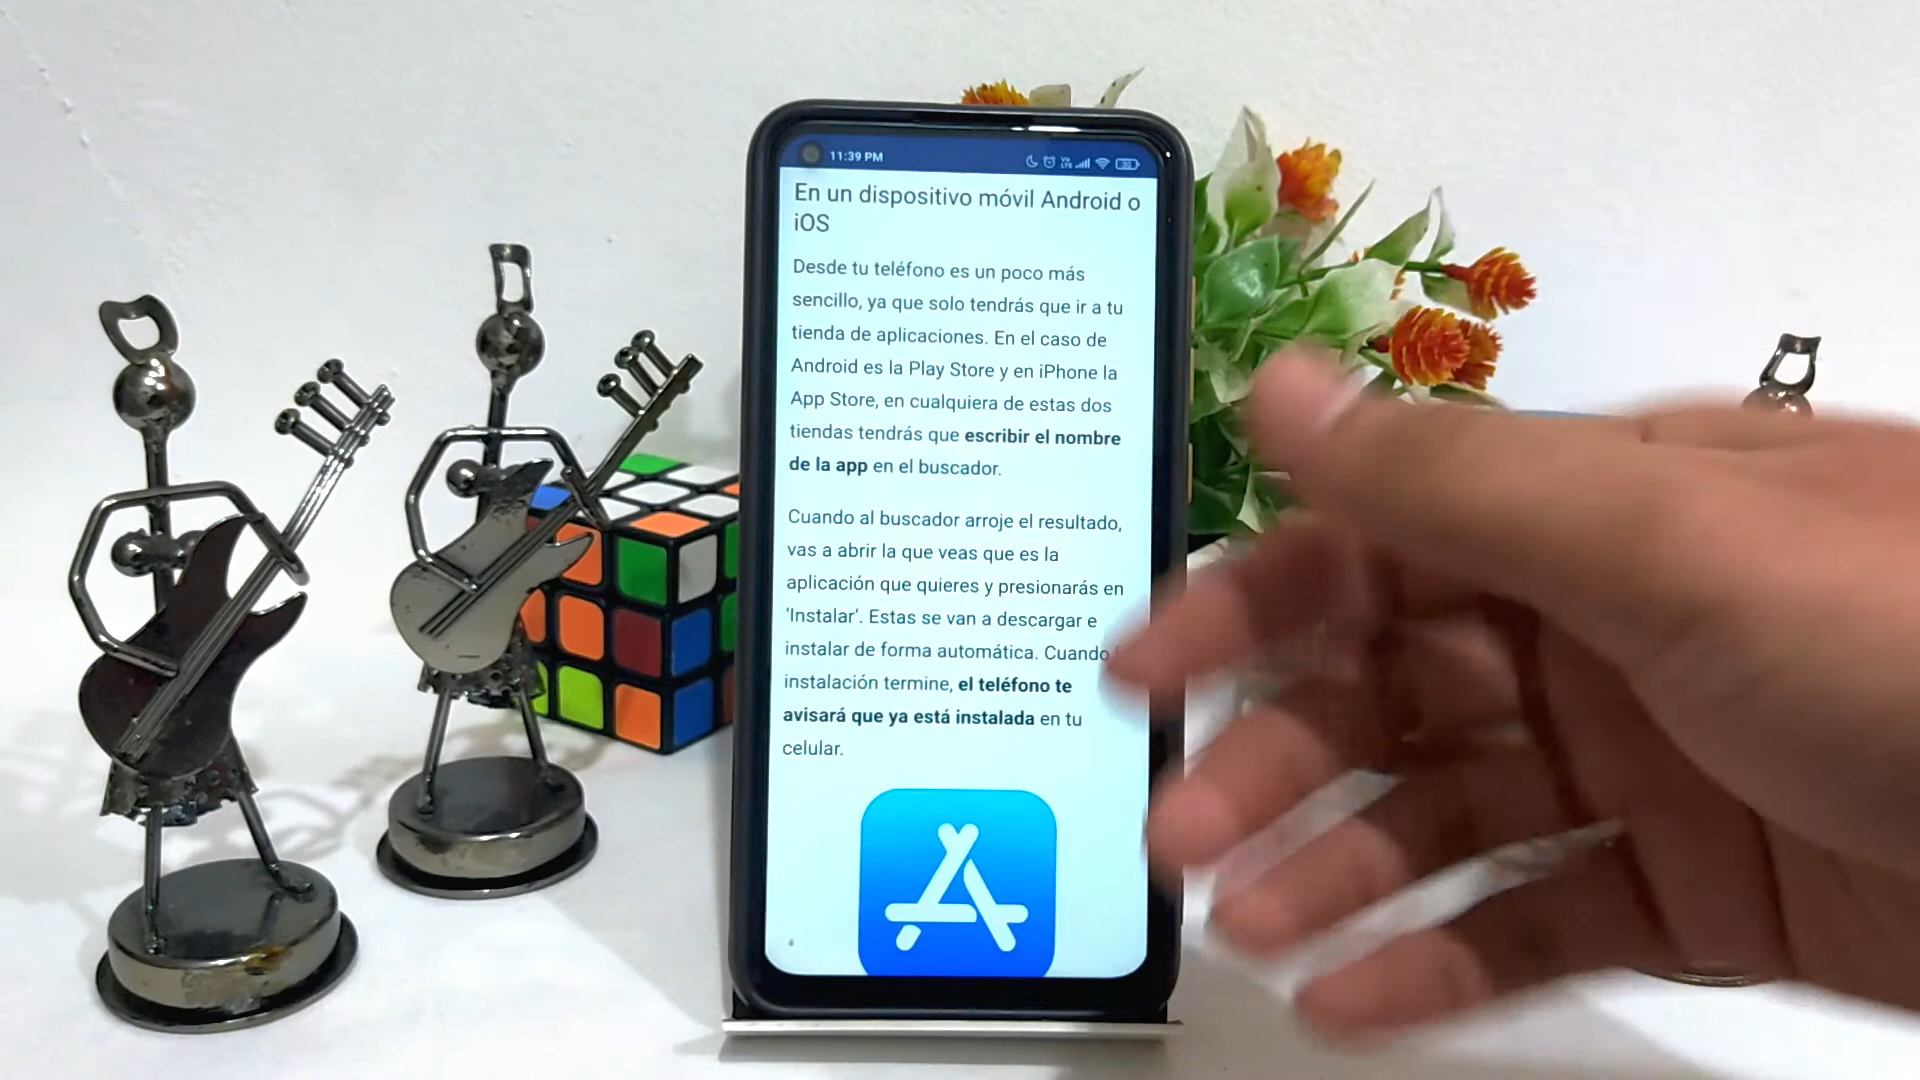 11:39 PM
Vo
LTE
30
En un dispositivo móvil Android o
iOS
Desde tu teléfono es un poco más
sencillo, ya que solo tendrás que ir a tu
tienda de aplicaciones. En el caso de
Android es la Play Store y en iPhone la
App Store, en cualquiera de estas dos
tiendas tendrás que escribir el nombre
de la app en el buscador.
Cuando al buscador arroje el resultado,
vas a abrir la que veas que es la
aplicación que quieres y presionarás en
‘Instalar’. Estas se van a descargar e
instalar de forma automática. Cuando
instalación termine, el teléfono te
avisará que ya está instalada en tu
celular.